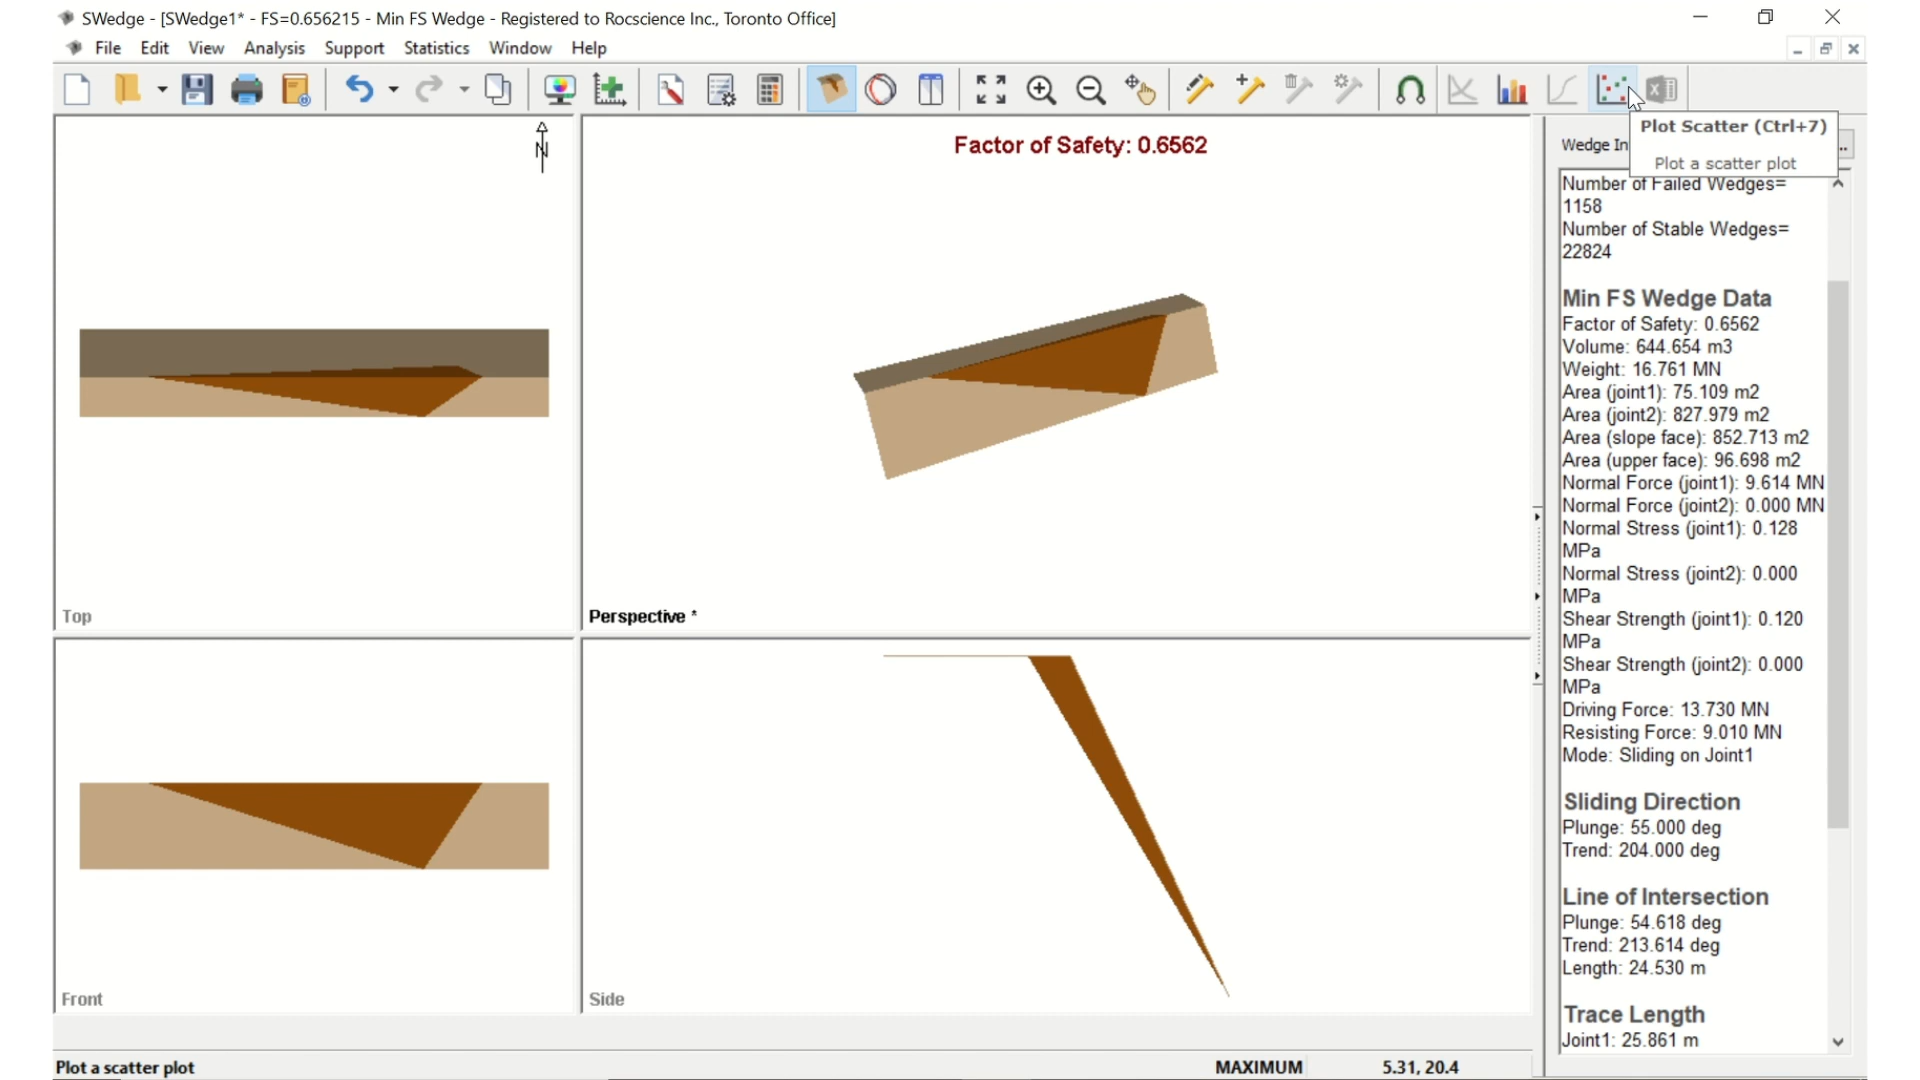 SWedge - [SWedge1* - FS=0.656215 - Min FS Wedge - Registered to Rocscience Inc., Toronto Office]
File Edit View Analysis Support Statistics Window Help
Plot Scatter (Ctrl+7)
Plot a scatter plot
N
Top
Factor of Safety: 0.6562
Perspective *
Front
Side
Wedge In
..
Number of Failed Wedges=
1158
Number of Stable Wedges=
22824
Min FS Wedge Data
Factor of Safety: 0.6562
Volume: 644.654 m3
Weight: 16.761 MN
Area (joint1): 75.109 m2
Area (joint2): 827.979 m2
Area (slope face): 852.713 m2
Area (upper face): 96.698 m2
Normal Force (joint1): 9.614 MN
Normal Force (joint2): 0.000 MN
Normal Stress (joint1): 0.128
MPa
Normal Stress (joint2): 0.000
MPa
Shear Strength (joint1): 0.120
MPa
Shear Strength (joint2): 0.000
MPa
Driving Force: 13.730 MN
Resisting Force: 9.010 MN
Mode: Sliding on Joint1
Sliding Direction
Plunge: 55.000 deg
Trend: 204.000 deg
Line of Intersection
Plunge: 54.618 deg
Trend: 213.614 deg
Length: 24.530 m
Trace Length
Joint1: 25.861 m
Plot a scatter plot
MAXIMUM
5.31, 20.4